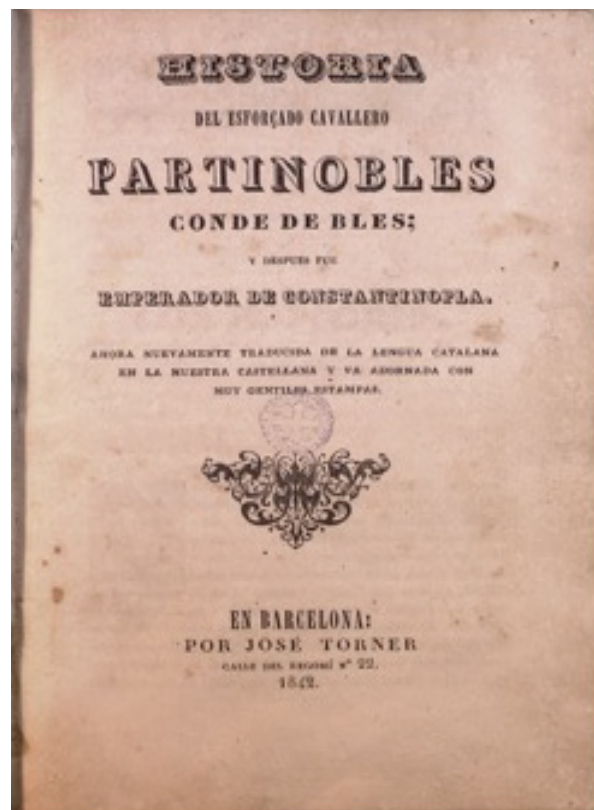 HISTORIA
DEL ESFORÇADO CAVALLERO
PARTINOBLES
CONDE DE BLES;
Y DESPUES FUE
EMPERADOR DE CONSTANTINOPLA.
AHORA NUEVAMENTE TRADUCIDA DE LA LENGUA CATALANA
EN LA NUESTRA CASTELLANA Y VA ADORNADA CON
MUY GENTILES ESTAMPAS.
EN BARCELONA:
POR JOSÉ TORNER
CALLE DEL REGOMÍ Nº 22.
1842.